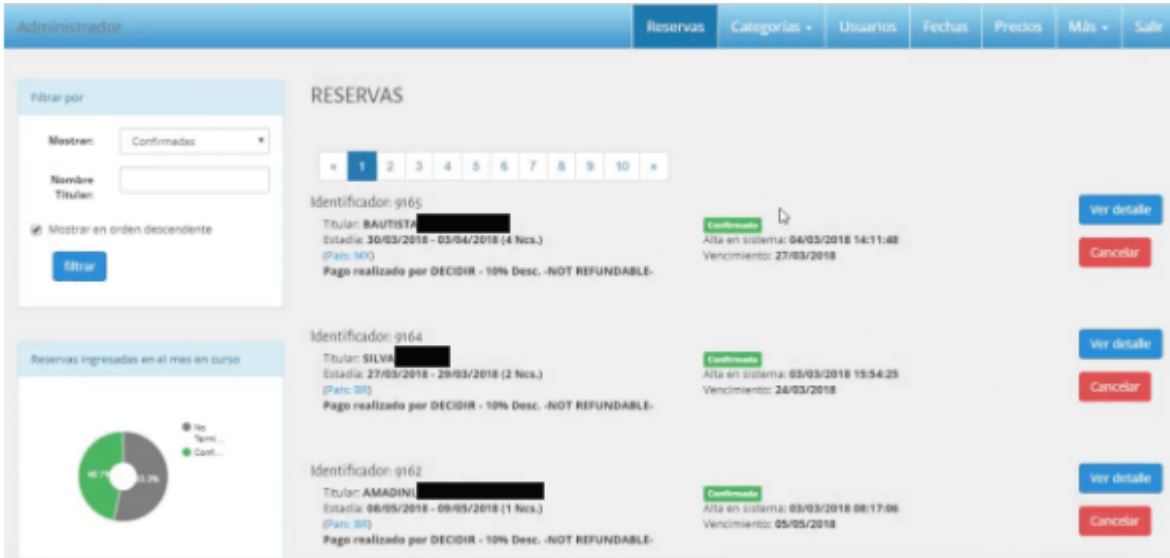 Administrador
Reservas
Categorías
Usuarios
Fechas
Precios
Más
Salir
Filtrar por
Mostrar:
Confirmadas
Nombre
Titular:
Mostrar en orden descendente
filtrar
Reservas ingresadas en el mes en curso
No
Termi...
Conf...
RESERVAS
« 1 2 3 4 5 6 7 8 9 10 »
Identificador: 9165
Titular: BAUTISTA
Estadía: 30/03/2018 - 03/04/2018 (4 Ncs.)
(País: MX)
Pago realizado por DECIDIR - 10% Desc. -NOT REFUNDABLE-
Confirmada
Alta en sistema: 04/03/2018 14:11:48
Vencimiento: 27/03/2018
Ver detalle
Cancelar
Identificador: 9164
Titular: SILVA
Estadía: 27/03/2018 - 29/03/2018 (2 Ncs.)
(País: BR)
Pago realizado por DECIDIR - 10% Desc. -NOT REFUNDABLE-
Confirmada
Alta en sistema: 03/03/2018 15:54:25
Vencimiento: 24/03/2018
Ver detalle
Cancelar
Identificador: 9162
Titular: AMADINI,
Estadía: 08/05/2018 - 09/05/2018 (1 Ncs.)
(País: BR)
Pago realizado por DECIDIR - 10% Desc. -NOT REFUNDABLE-
Confirmada
Alta en sistema: 03/03/2018 08:17:06
Vencimiento: 05/05/2018
Ver detalle
Cancelar